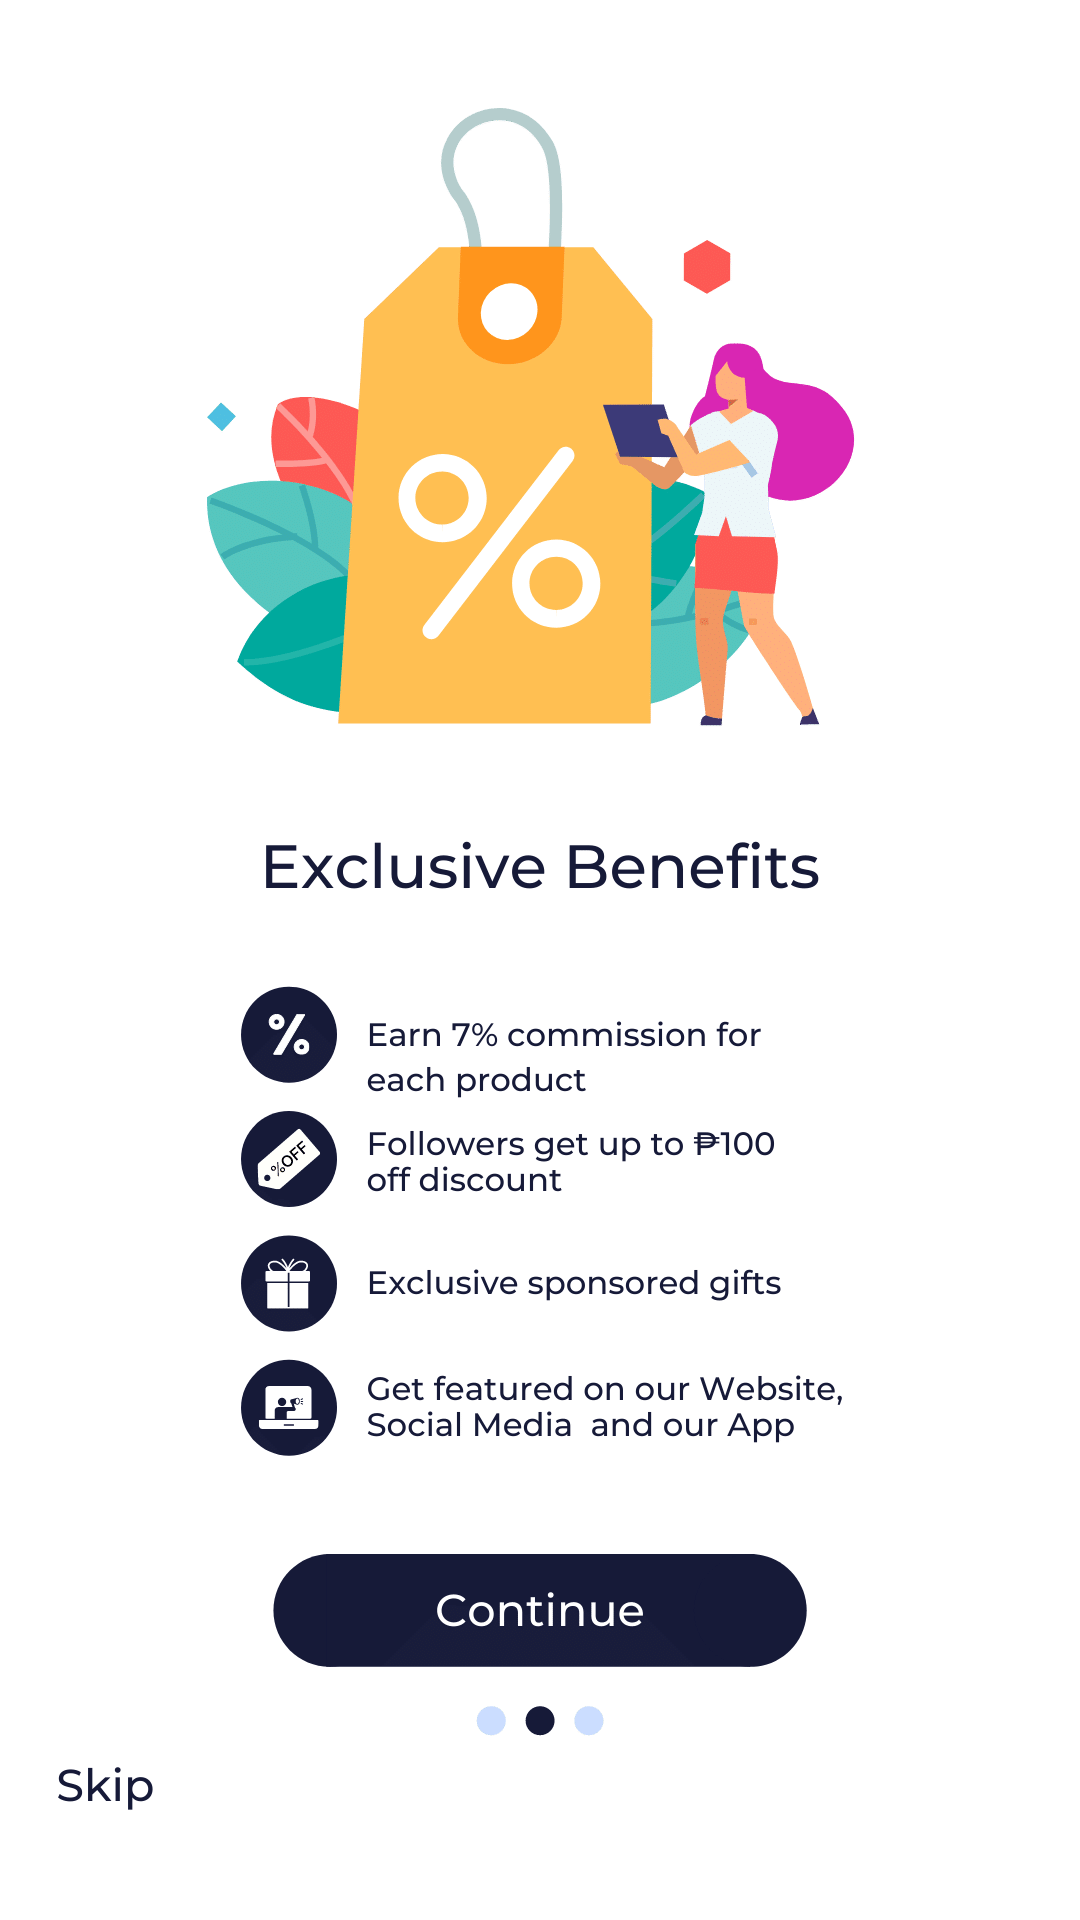 %
Exclusive Benefits
%
Earn 7% commission for
each product
%OFF
Followers get up to ₱100
off discount
Exclusive sponsored gifts
Get featured on our Website,
Social Media  and our App
Continue
Skip